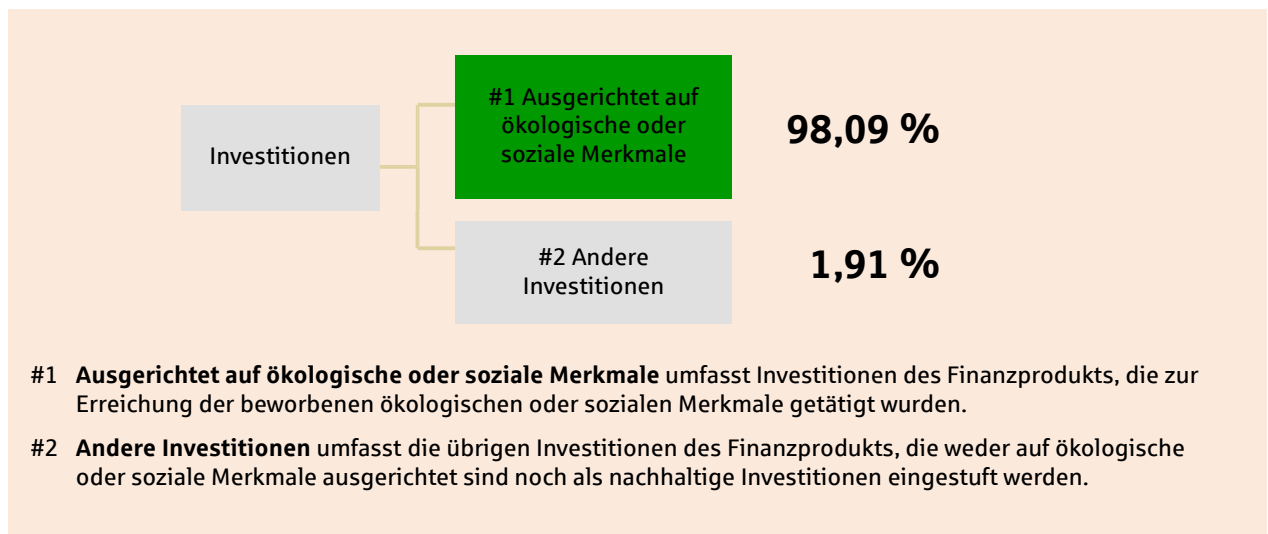 #1 Ausgerichtet auf
ökologische oder
soziale Merkmale
98,09 %
Investitionen
#2 Andere
Investitionen
1,91 %
#1 Ausgerichtet auf ökologische oder soziale Merkmale umfasst Investitionen des Finanzprodukts, die zur
Erreichung der beworbenen ökologischen oder sozialen Merkmale getätigt wurden.
#2 Andere Investitionen umfasst die übrigen Investitionen des Finanzprodukts, die weder auf ökologische
oder soziale Merkmale ausgerichtet sind noch als nachhaltige Investitionen eingestuft werden.